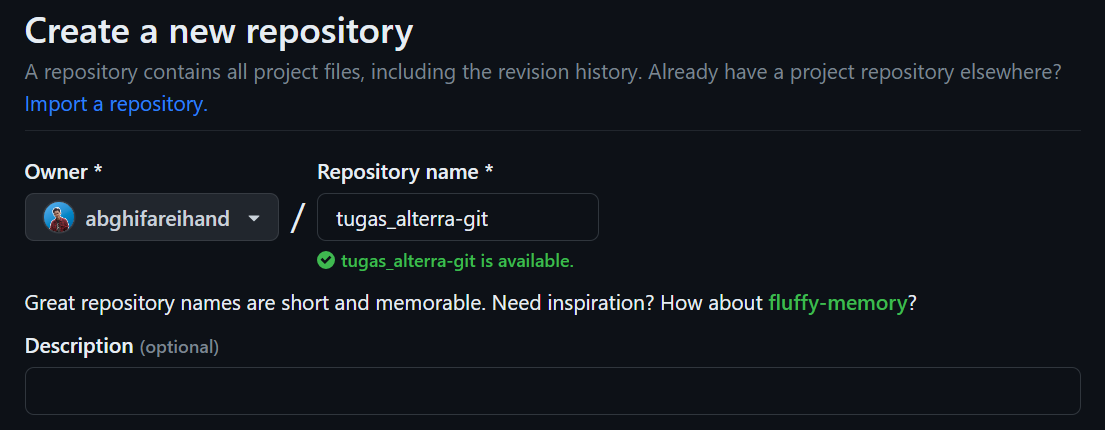 Create a new repository
A repository contains all project files, including the revision history. Already have a project repository elsewhere?
Import a repository.
Owner *
Repository name *
abghifareihand
/
tugas_alterra-git
tugas_alterra-git is available.
Great repository names are short and memorable. Need inspiration? How about fluffy-memory?
Description (optional)